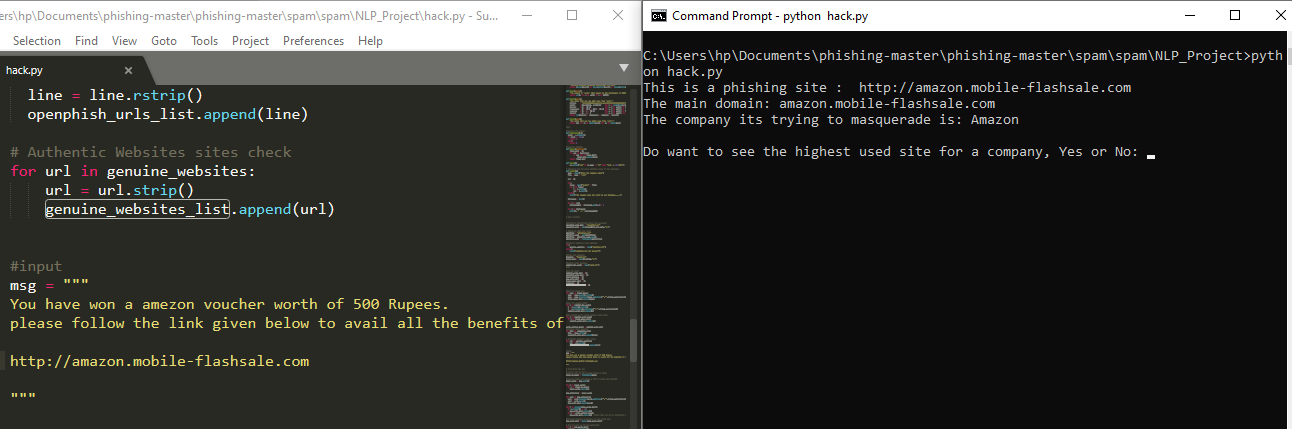 ers\hp\Documents\phishing-master\phishing-master\spam\spam\NLP_Project\hack.py - Su...
Selection Find View Goto Tools Project Preferences Help
hack.py
line = line.rstrip()
openphish_urls_list.append(line)
# Authentic Websites sites check
for url in genuine_websites:
url = url.strip()
genuine_websites_list.append(url)
#input
msg = """
You have won a amezon voucher worth of 500 Rupees.
please follow the link given below to avail all the benefits of
http://amazon.mobile-flashsale.com
"""
Command Prompt - python hack.py
C:\Users\hp\Documents\phishing-master\phishing-master\spam\spam\NLP_Project>pyth
on hack.py
This is a phishing site :  http://amazon.mobile-flashsale.com
The main domain: amazon.mobile-flashsale.com
The company its trying to masquerade is: Amazon
Do want to see the highest used site for a company, Yes or No: